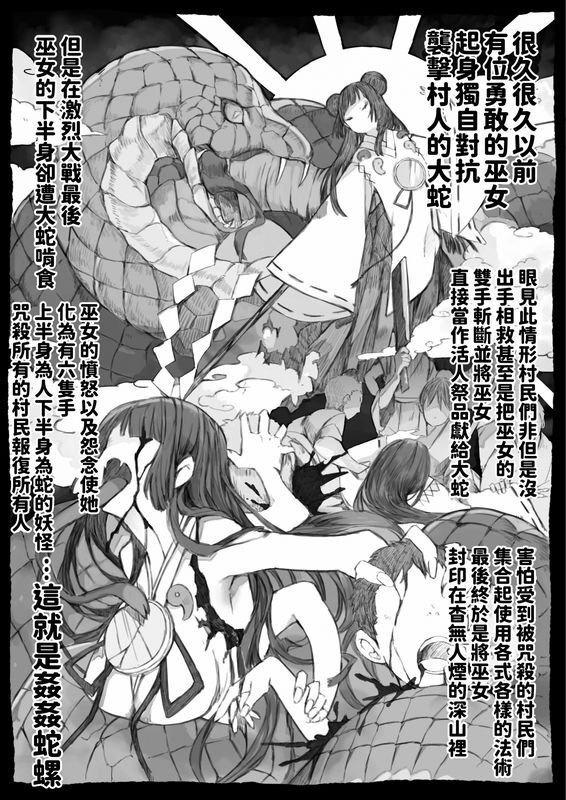 很久很久以前
有位勇敢的巫女
起身獨自對抗
襲擊村人的大蛇
但是在激烈大戰最後
巫女的下半身卻遭大蛇啃食
眼見此情形村民們非但是沒
出手相救甚至是把巫女的
雙手斬斷並將巫女
直接當作活人祭品獻給大蛇
巫女的憤怒以及怨念使她
化為有六隻手
上半身為人下半身為蛇的妖怪…
咒殺所有的村民報復所有人
害怕受到被咒殺的村民們
集合起使用各式各樣的法術
最後終於是將巫女
封印在杳無人煙的深山裡
這就是姦姦蛇螺